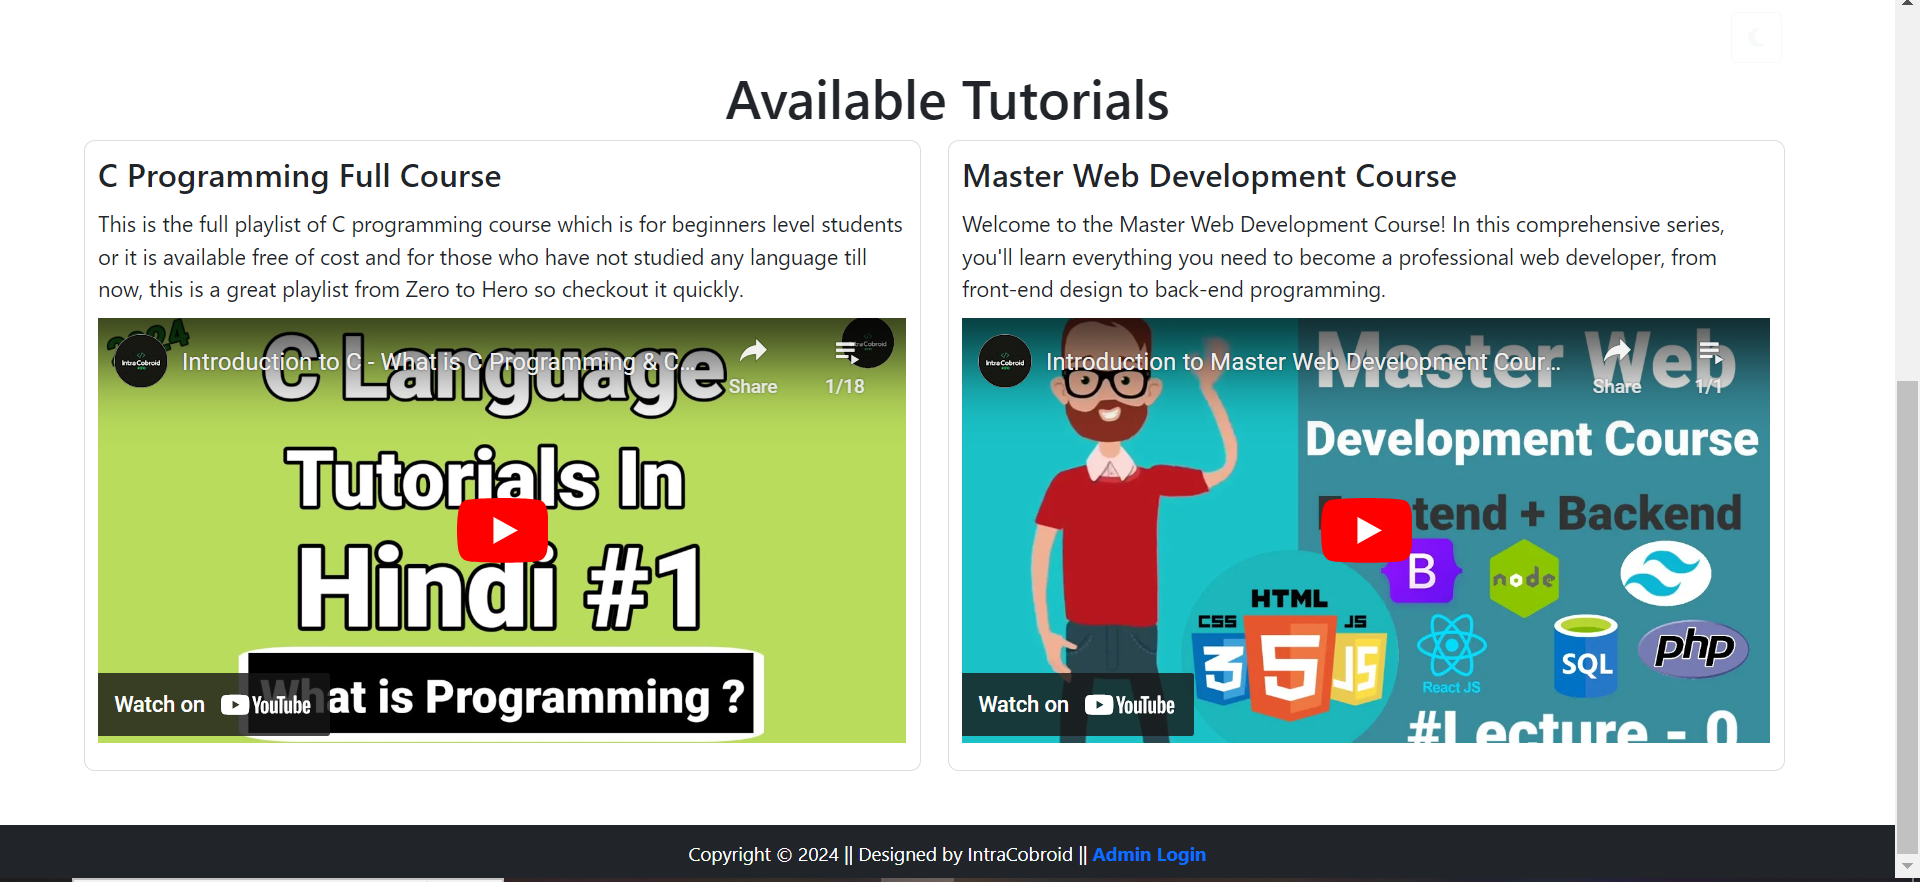 Available Tutorials
C Programming Full Course
This is the full playlist of C programming course which is for beginners level students
or it is available free of cost and for those who have not studied any language till
now, this is a great playlist from Zero to Hero so checkout it quickly.
2024
IntraCobroid
Introduction to C - What is C Programming & C...
Share
1/18
C Language
Tutorials In
Hindi #1
What is Programming ?
Watch on YouTube
Master Web Development Course
Welcome to the Master Web Development Course! In this comprehensive series,
you'll learn everything you need to become a professional web developer, from
front-end design to back-end programming.
IntraCobroid
Introduction to Master Web Development Cour...
Share
1/1
Master Web
Development Course
tend + Backend
B
node
HTML
CSS
JS
3
5
JS
React JS
SQL
php
#Lecture - 0
Watch on YouTube
Copyright © 2024 || Designed by IntraCobroid || Admin Login